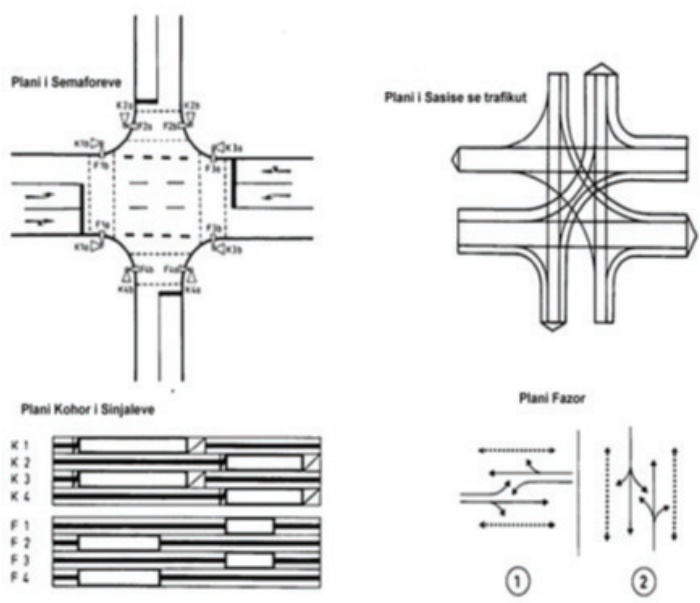 Plani i Semaforeve
K2a K2b
F2a F2b
K1b K3a
F1b F3a
F1a F3b
K1a K3b
F4b F4a
K4b K4a
Plani i Sasise se trafikut
Plani Kohor i Sinjaleve
K 1
K 2
K 3
K 4
F 1
F 2
F 3
F 4
Plani Fazor
1 2